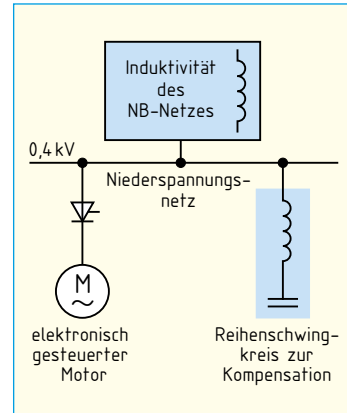 Induktivität
des
NB-Netzes
0,4 kV
Niederspannungs-
netz
M
~
elektronisch
gesteuerter
Motor
Reihenschwing-
kreis zur
Kompensation